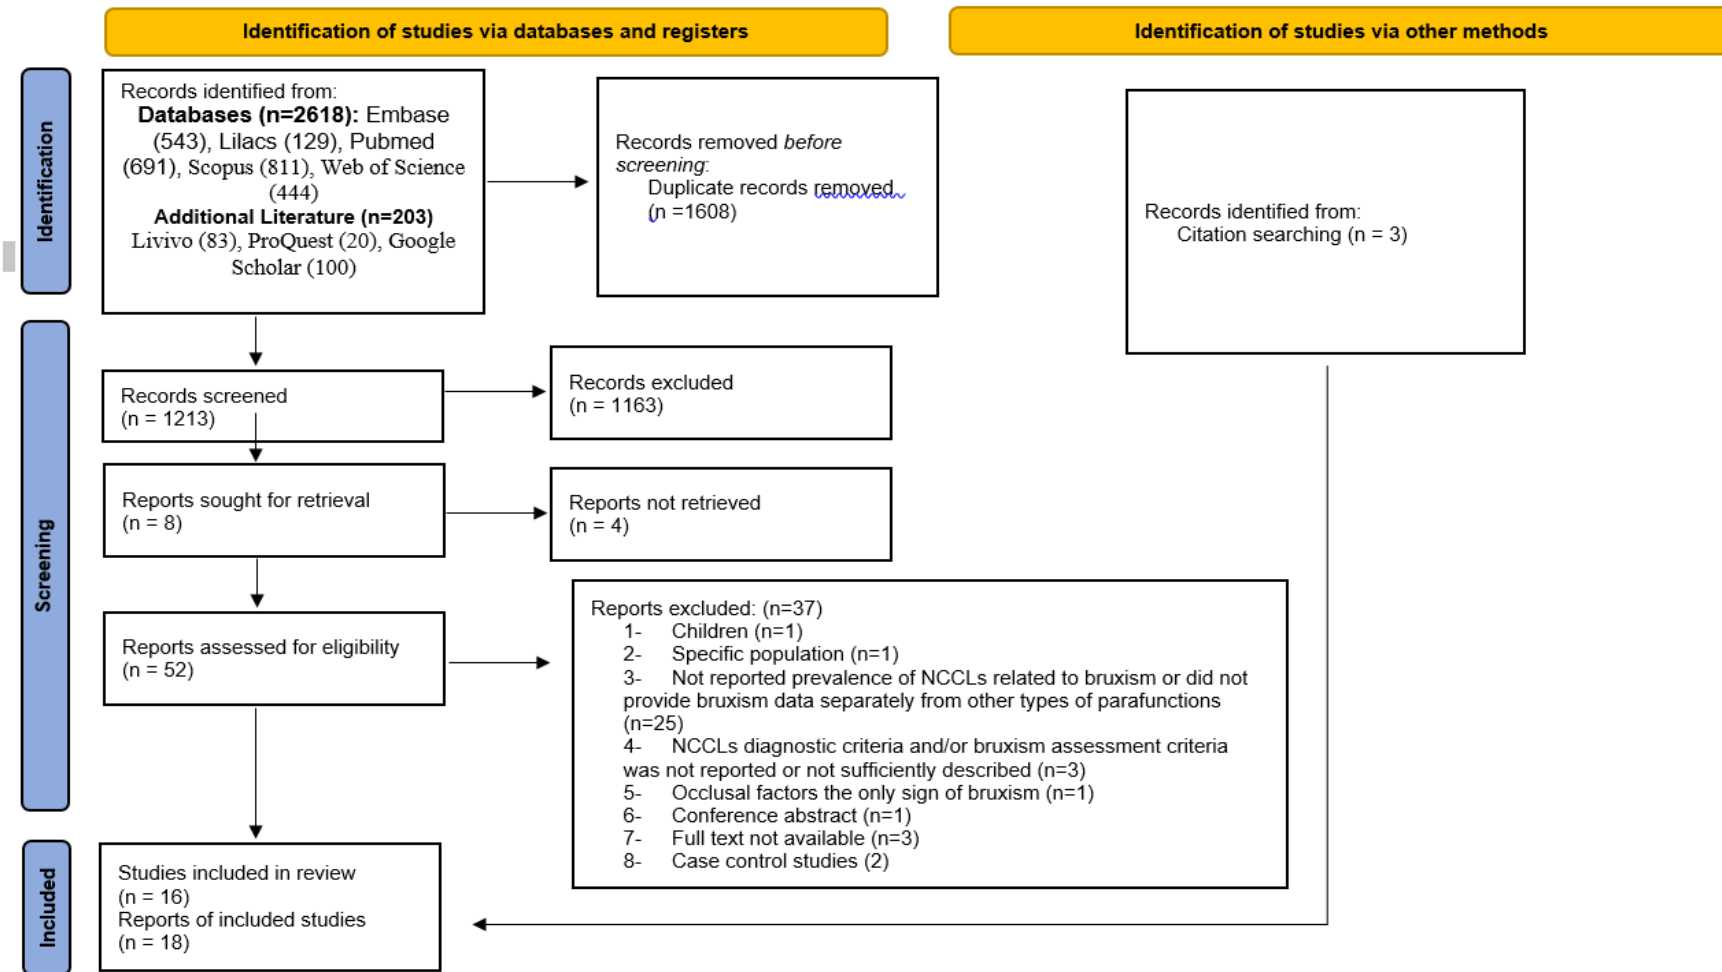 Identification of studies via databases and registers
Identification of studies via other methods
Identification
Records identified from:
Databases (n=2618): Embase
(543), Lilacs (129), Pubmed
(691), Scopus (811), Web of Science
(444)
Additional Literature (n=203)
Livivo (83), ProQuest (20), Google
Scholar (100)
Records removed before
screening:
Duplicate records removed
(n =1608)
Records identified from:
Citation searching (n = 3)
Screening
Records screened
(n = 1213)
Records excluded
(n = 1163)
Reports sought for retrieval
(n = 8)
Reports not retrieved
(n = 4)
Reports assessed for eligibility
(n = 52)
Reports excluded: (n=37)
1- Children (n=1)
2- Specific population (n=1)
3- Not reported prevalence of NCCLs related to bruxism or did not
provide bruxism data separately from other types of parafunctions
(n=25)
4- NCCLs diagnostic criteria and/or bruxism assessment criteria
was not reported or not sufficiently described (n=3)
5- Occlusal factors the only sign of bruxism (n=1)
6- Conference abstract (n=1)
7- Full text not available (n=3)
8- Case control studies (2)
Included
Studies included in review
(n = 16)
Reports of included studies
(n = 18)